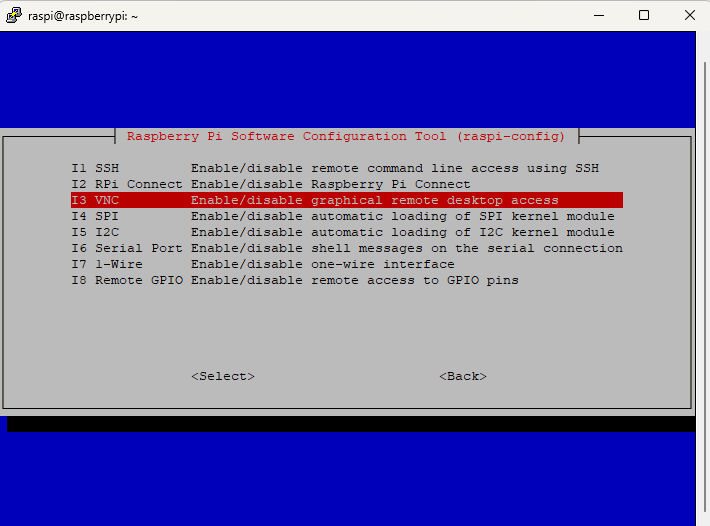 raspi@raspberrypi: ~
Raspberry Pi Software Configuration Tool (raspi-config)
I1 SSH Enable/disable remote command line access using SSH
I2 RPi Connect Enable/disable Raspberry Pi Connect
I3 VNC Enable/disable graphical remote desktop access
I4 SPI Enable/disable automatic loading of SPI kernel module
I5 I2C Enable/disable automatic loading of I2C kernel module
I6 Serial Port Enable/disable shell messages on the serial connection
I7 1-Wire Enable/disable one-wire interface
I8 Remote GPIO Enable/disable remote access to GPIO pins
<Select> <Back>